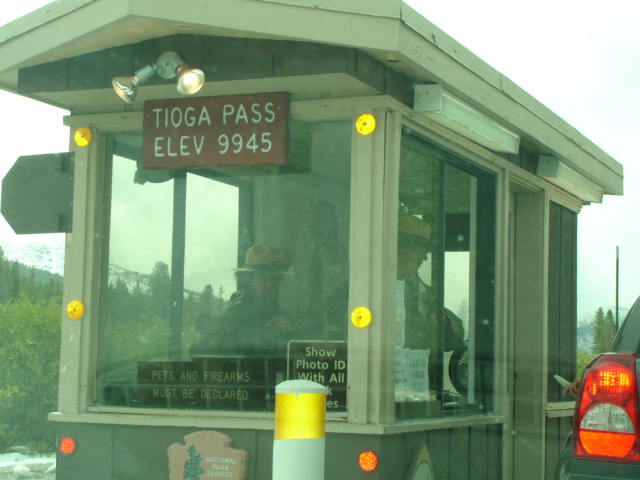 TIOGA PASS
ELEV 9945
PETS AND FIREARMS
MUST BE DECLARED
Show
Photo ID
With All
NATIONAL
PARK
SERVICE